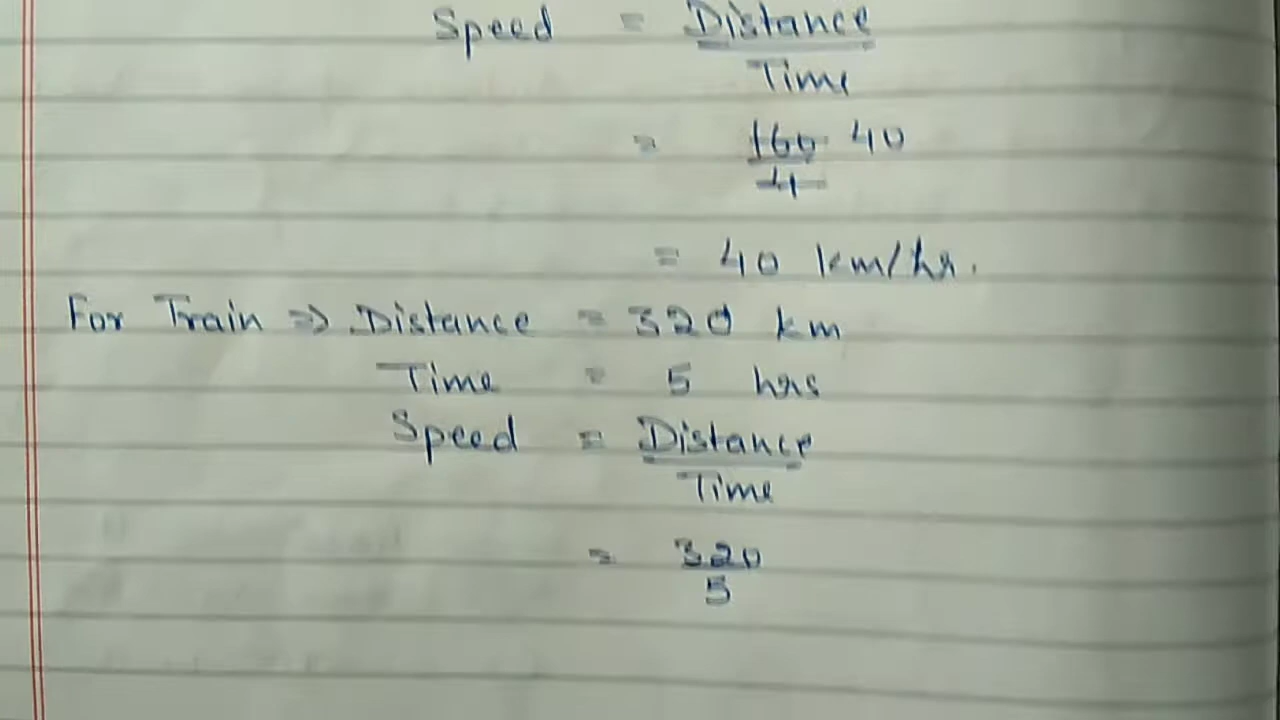 Speed = Distance
Time
= 160 40
4
= 40 km/hr.
For Train => Distance = 320 km
Time = 5 hrs
Speed = Distance
Time
= 320
5